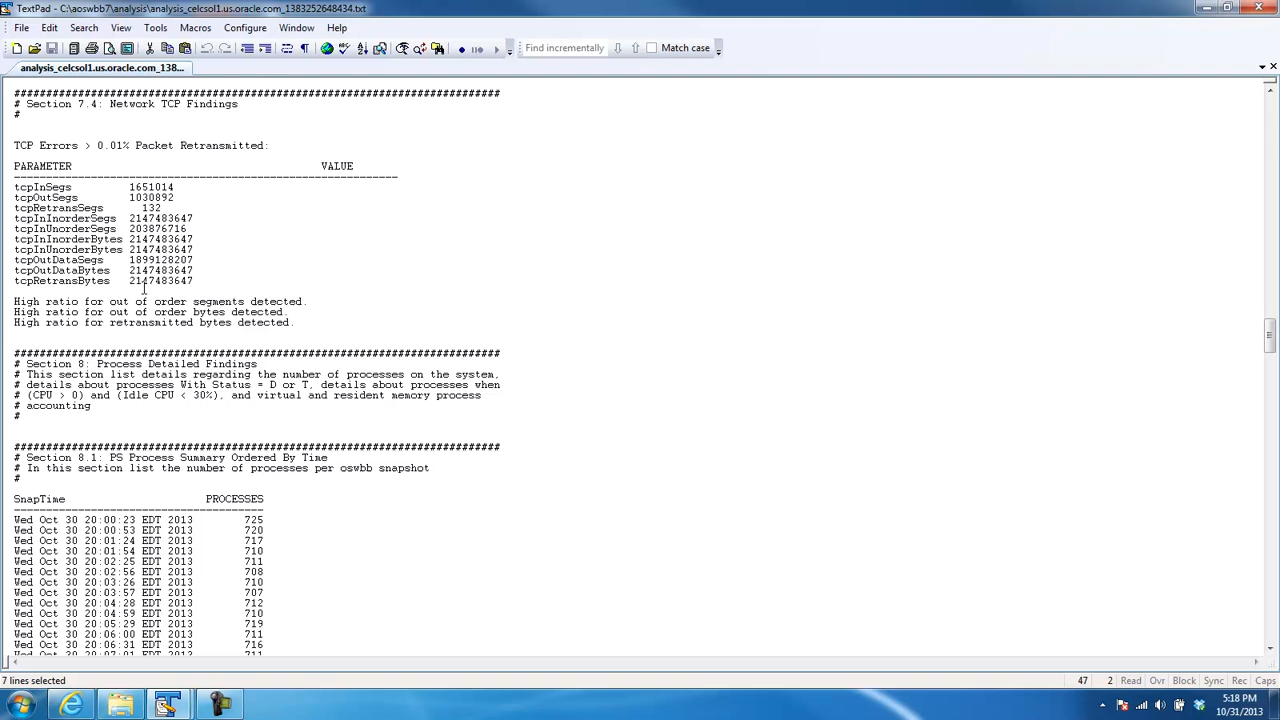 TextPad - C:\aoswbb7\analysis\analysis_celcsol1.us.oracle.com_1383252648434.txt
File Edit Search View Tools Macros Configure Window Help
Find incrementally Match case
analysis_celcsol1.us.oracle.com_138...
############################################################################
# Section 7.4: Network TCP Findings
#
TCP Errors > 0.01% Packet Retransmitted:
PARAMETER VALUE
------------------------------------------------------------
tcpInSegs 1651014
tcpOutSegs 1030892
tcpRetransSegs 132
tcpInInorderSegs 2147483647
tcpInUnorderSegs 203876716
tcpInInorderBytes 2147483647
tcpInUnorderBytes 2147483647
tcpOutDataSegs 1899128207
tcpOutDataBytes 2147483647
tcpRetransBytes 2147483647
High ratio for out of order segments detected.
High ratio for out of order bytes detected.
High ratio for retransmitted bytes detected.
############################################################################
# Section 8: Process Detailed Findings
# This section list details regarding the number of processes on the system,
# details about processes With Status = D or T, details about processes when
# (CPU > 0) and (Idle CPU < 30%), and virtual and resident memory process
# accounting
#
############################################################################
# Section 8.1: PS Process Summary Ordered By Time
# In this section list the number of processes per oswbb snapshot
#
SnapTime PROCESSES
---------------------------------------
Wed Oct 30 20:00:23 EDT 2013 725
Wed Oct 30 20:00:53 EDT 2013 720
Wed Oct 30 20:01:24 EDT 2013 717
Wed Oct 30 20:01:54 EDT 2013 710
Wed Oct 30 20:02:25 EDT 2013 711
Wed Oct 30 20:02:56 EDT 2013 708
Wed Oct 30 20:03:26 EDT 2013 710
Wed Oct 30 20:03:57 EDT 2013 707
Wed Oct 30 20:04:28 EDT 2013 712
Wed Oct 30 20:04:59 EDT 2013 710
Wed Oct 30 20:05:29 EDT 2013 719
Wed Oct 30 20:06:00 EDT 2013 711
Wed Oct 30 20:06:31 EDT 2013 716
Wed Oct 30 20:07:01 EDT 2013 711
7 lines selected 47 2 Read Ovr Block Sync Rec Caps
5:18 PM
10/31/2013